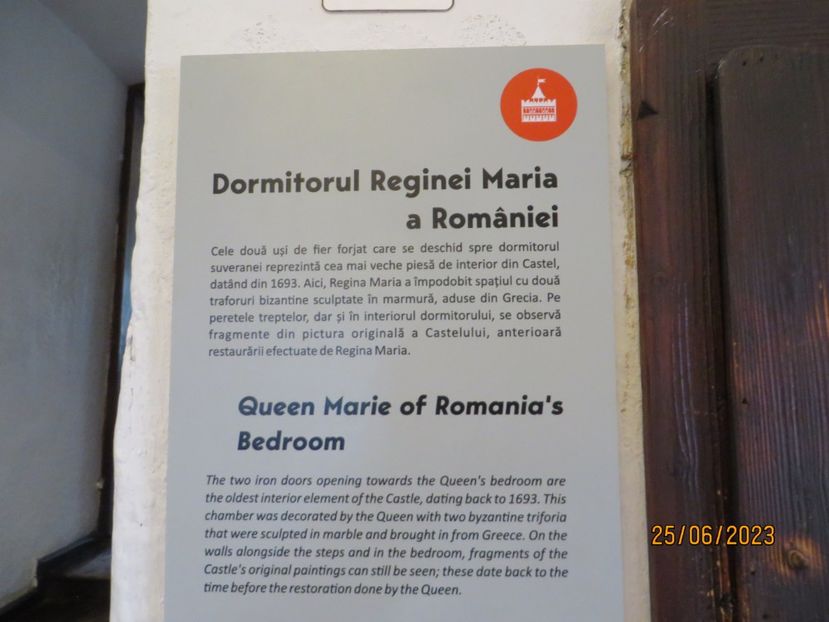 Dormitorul Reginei Maria
a României
Cele două uși de fier forjat care se deschid spre dormitorul
suveranei reprezintă cea mai veche piesă de interior din Castel,
datând din 1693. Aici, Regina Maria a împodobit spațiul cu două
traforuri bizantine sculptate în marmură, aduse din Grecia. Pe
peretele treptelor, dar și în interiorul dormitorului, se observă
fragmente din pictura originală a Castelului, anterioară
restaurării efectuate de Regina Maria.
Queen Marie of Romania's
Bedroom
The two iron doors opening towards the Queen's bedroom are
the oldest interior element of the Castle, dating back to 1693. This
chamber was decorated by the Queen with two byzantine triforia
that were sculpted in marble and brought in from Greece. On the
walls alongside the steps and in the bedroom, fragments of the
Castle's original paintings can still be seen; these date back to the
time before the restoration done by the Queen.
25/06/2023